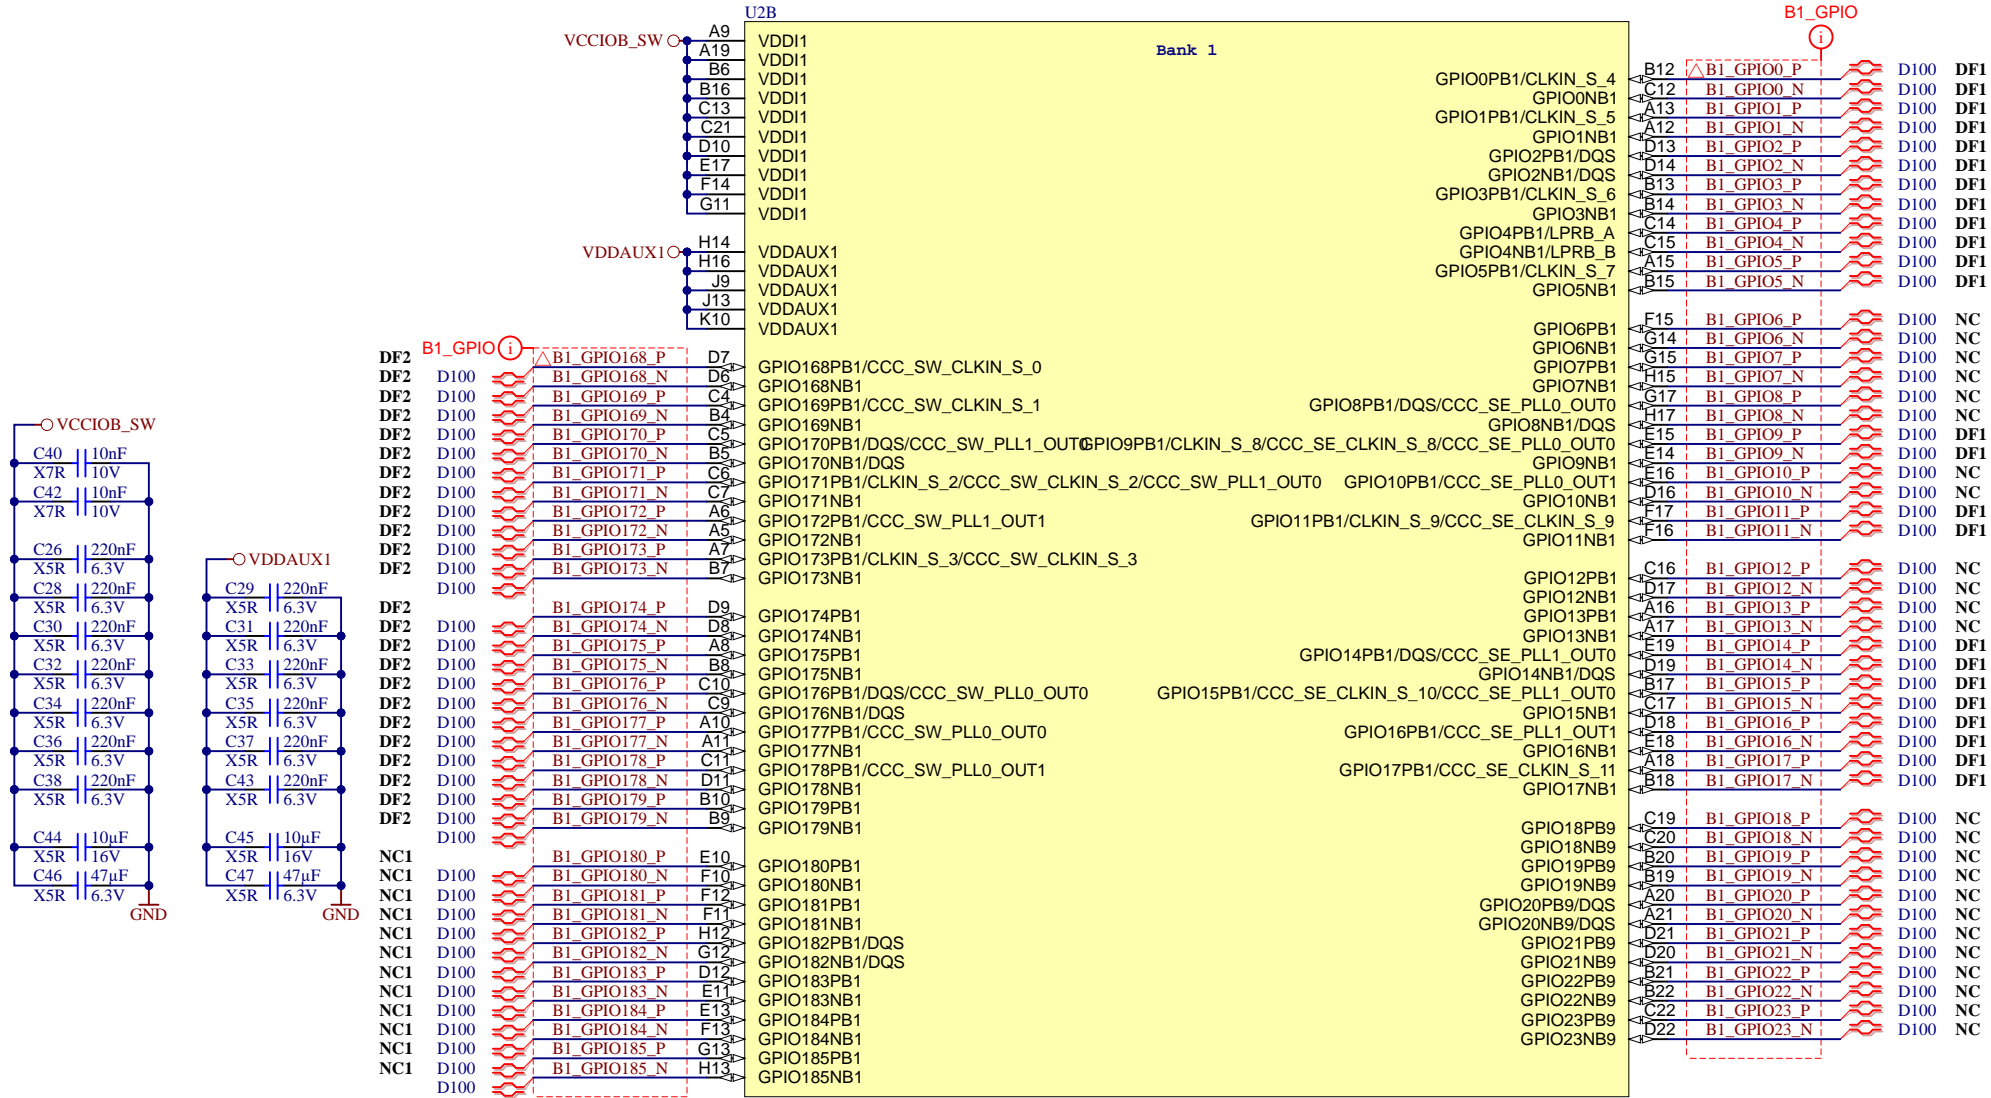 U2B
Bank 1
VCCIOB_SW
A9 VDDI1
A19 VDDI1
B6 VDDI1
B16 VDDI1
C13 VDDI1
C21 VDDI1
D10 VDDI1
E17 VDDI1
F14 VDDI1
G11 VDDI1
VDDAUX1
H14 VDDAUX1
H16 VDDAUX1
J9 VDDAUX1
J13 VDDAUX1
K10 VDDAUX1
B1_GPIO i
DF2 B1_GPIO168_P D7 GPIO168PB1/CCC_SW_CLKIN_S_0
DF2 D100 B1_GPIO168_N D6 GPIO168NB1
DF2 D100 B1_GPIO169_P C4 GPIO169PB1/CCC_SW_CLKIN_S_1
DF2 D100 B1_GPIO169_N B4 GPIO169NB1
DF2 D100 B1_GPIO170_P C5 GPIO170PB1/DQS/CCC_SW_PLL1_OUT0
DF2 D100 B1_GPIO170_N B5 GPIO170NB1/DQS
DF2 D100 B1_GPIO171_P C6 GPIO171PB1/CLKIN_S_2/CCC_SW_CLKIN_S_2/CCC_SW_PLL1_OUT0
DF2 D100 B1_GPIO171_N C7 GPIO171NB1
DF2 D100 B1_GPIO172_P A6 GPIO172PB1/CCC_SW_PLL1_OUT1
DF2 D100 B1_GPIO172_N A5 GPIO172NB1
DF2 D100 B1_GPIO173_P A7 GPIO173PB1/CLKIN_S_3/CCC_SW_CLKIN_S_3
DF2 D100 B1_GPIO173_N B7 GPIO173NB1
D100
DF2 B1_GPIO174_P D9 GPIO174PB1
DF2 D100 B1_GPIO174_N D8 GPIO174NB1
DF2 D100 B1_GPIO175_P A8 GPIO175PB1
DF2 D100 B1_GPIO175_N B8 GPIO175NB1
DF2 D100 B1_GPIO176_P C10 GPIO176PB1/DQS/CCC_SW_PLL0_OUT0
DF2 D100 B1_GPIO176_N C9 GPIO176NB1/DQS
DF2 D100 B1_GPIO177_P A10 GPIO177PB1/CCC_SW_PLL0_OUT0
DF2 D100 B1_GPIO177_N A11 GPIO177NB1
DF2 D100 B1_GPIO178_P C11 GPIO178PB1/CCC_SW_PLL0_OUT1
DF2 D100 B1_GPIO178_N D11 GPIO178NB1
DF2 D100 B1_GPIO179_P B10 GPIO179PB1
DF2 D100 B1_GPIO179_N B9 GPIO179NB1
D100
NC1 B1_GPIO180_P E10 GPIO180PB1
NC1 D100 B1_GPIO180_N F10 GPIO180NB1
NC1 D100 B1_GPIO181_P F12 GPIO181PB1
NC1 D100 B1_GPIO181_N F11 GPIO181NB1
NC1 D100 B1_GPIO182_P H12 GPIO182PB1/DQS
NC1 D100 B1_GPIO182_N G12 GPIO182NB1/DQS
NC1 D100 B1_GPIO183_P D12 GPIO183PB1
NC1 D100 B1_GPIO183_N E11 GPIO183NB1
NC1 D100 B1_GPIO184_P E13 GPIO184PB1
NC1 D100 B1_GPIO184_N F13 GPIO184NB1
NC1 D100 B1_GPIO185_P G13 GPIO185PB1
NC1 D100 B1_GPIO185_N H13 GPIO185NB1
D100
B1_GPIO
i
GPIO0PB1/CLKIN_S_4 B12 B1_GPIO0_P D100 DF1
GPIO0NB1 C12 B1_GPIO0_N D100 DF1
GPIO1PB1/CLKIN_S_5 A13 B1_GPIO1_P D100 DF1
GPIO1NB1 A12 B1_GPIO1_N D100 DF1
GPIO2PB1/DQS D13 B1_GPIO2_P D100 DF1
GPIO2NB1/DQS D14 B1_GPIO2_N D100 DF1
GPIO3PB1/CLKIN_S_6 B13 B1_GPIO3_P D100 DF1
GPIO3NB1 B14 B1_GPIO3_N D100 DF1
GPIO4PB1/LPRB_A C14 B1_GPIO4_P D100 DF1
GPIO4NB1/LPRB_B C15 B1_GPIO4_N D100 DF1
GPIO5PB1/CLKIN_S_7 A15 B1_GPIO5_P D100 DF1
GPIO5NB1 B15 B1_GPIO5_N D100 DF1
GPIO6PB1 F15 B1_GPIO6_P D100 NC
GPIO6NB1 G14 B1_GPIO6_N D100 NC
GPIO7PB1 G15 B1_GPIO7_P D100 NC
GPIO7NB1 H15 B1_GPIO7_N D100 NC
GPIO8PB1/DQS/CCC_SE_PLL0_OUT0 G17 B1_GPIO8_P D100 NC
GPIO8NB1/DQS H17 B1_GPIO8_N D100 NC
GPIO9PB1/CLKIN_S_8/CCC_SE_CLKIN_S_8/CCC_SE_PLL0_OUT0 E15 B1_GPIO9_P D100 DF1
GPIO9NB1 E14 B1_GPIO9_N D100 DF1
GPIO10PB1/CCC_SE_PLL0_OUT1 E16 B1_GPIO10_P D100 NC
GPIO10NB1 D16 B1_GPIO10_N D100 NC
GPIO11PB1/CLKIN_S_9/CCC_SE_CLKIN_S_9 F17 B1_GPIO11_P D100 DF1
GPIO11NB1 F16 B1_GPIO11_N D100 DF1
GPIO12PB1 C16 B1_GPIO12_P D100 NC
GPIO12NB1 D17 B1_GPIO12_N D100 NC
GPIO13PB1 A16 B1_GPIO13_P D100 NC
GPIO13NB1 A17 B1_GPIO13_N D100 NC
GPIO14PB1/DQS/CCC_SE_PLL1_OUT0 E19 B1_GPIO14_P D100 DF1
GPIO14NB1/DQS D19 B1_GPIO14_N D100 DF1
GPIO15PB1/CCC_SE_CLKIN_S_10/CCC_SE_PLL1_OUT0 B17 B1_GPIO15_P D100 DF1
GPIO15NB1 C17 B1_GPIO15_N D100 DF1
GPIO16PB1/CCC_SE_PLL1_OUT1 D18 B1_GPIO16_P D100 DF1
GPIO16NB1 E18 B1_GPIO16_N D100 DF1
GPIO17PB1/CCC_SE_CLKIN_S_11 A18 B1_GPIO17_P D100 DF1
GPIO17NB1 B18 B1_GPIO17_N D100 DF1
GPIO18PB9 C19 B1_GPIO18_P D100 NC
GPIO18NB9 C20 B1_GPIO18_N D100 NC
GPIO19PB9 B20 B1_GPIO19_P D100 NC
GPIO19NB9 B19 B1_GPIO19_N D100 NC
GPIO20PB9/DQS A20 B1_GPIO20_P D100 NC
GPIO20NB9/DQS A21 B1_GPIO20_N D100 NC
GPIO21PB9 D21 B1_GPIO21_P D100 NC
GPIO21NB9 D20 B1_GPIO21_N D100 NC
GPIO22PB9 B21 B1_GPIO22_P D100 NC
GPIO22NB9 B22 B1_GPIO22_N D100 NC
GPIO23PB9 C22 B1_GPIO23_P D100 NC
GPIO23NB9 D22 B1_GPIO23_N D100 NC
VCCIOB_SW
C40 10nF
X7R 10V
C42 10nF
X7R 10V
C26 220nF
X5R 6.3V
C28 220nF
X5R 6.3V
C30 220nF
X5R 6.3V
C32 220nF
X5R 6.3V
C34 220nF
X5R 6.3V
C36 220nF
X5R 6.3V
C38 220nF
X5R 6.3V
C44 10µF
X5R 16V
C46 47µF
X5R 6.3V
GND
VDDAUX1
C29 220nF
X5R 6.3V
C31 220nF
X5R 6.3V
C33 220nF
X5R 6.3V
C35 220nF
X5R 6.3V
C37 220nF
X5R 6.3V
C43 220nF
X5R 6.3V
C45 10µF
X5R 16V
C47 47µF
X5R 6.3V
GND